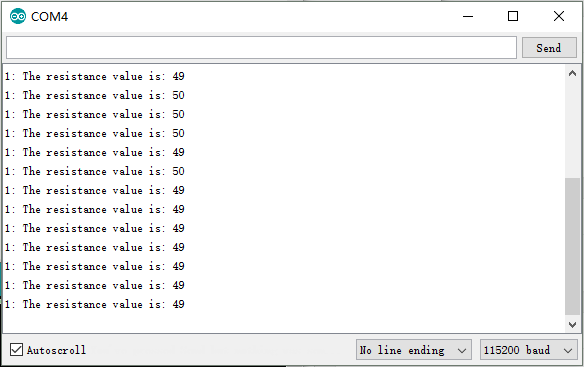 COM4
Send
1: The resistance value is: 49
1: The resistance value is: 50
1: The resistance value is: 50
1: The resistance value is: 50
1: The resistance value is: 49
1: The resistance value is: 50
1: The resistance value is: 49
1: The resistance value is: 49
1: The resistance value is: 49
1: The resistance value is: 49
1: The resistance value is: 49
1: The resistance value is: 49
1: The resistance value is: 49
Autoscroll No line ending 115200 baud